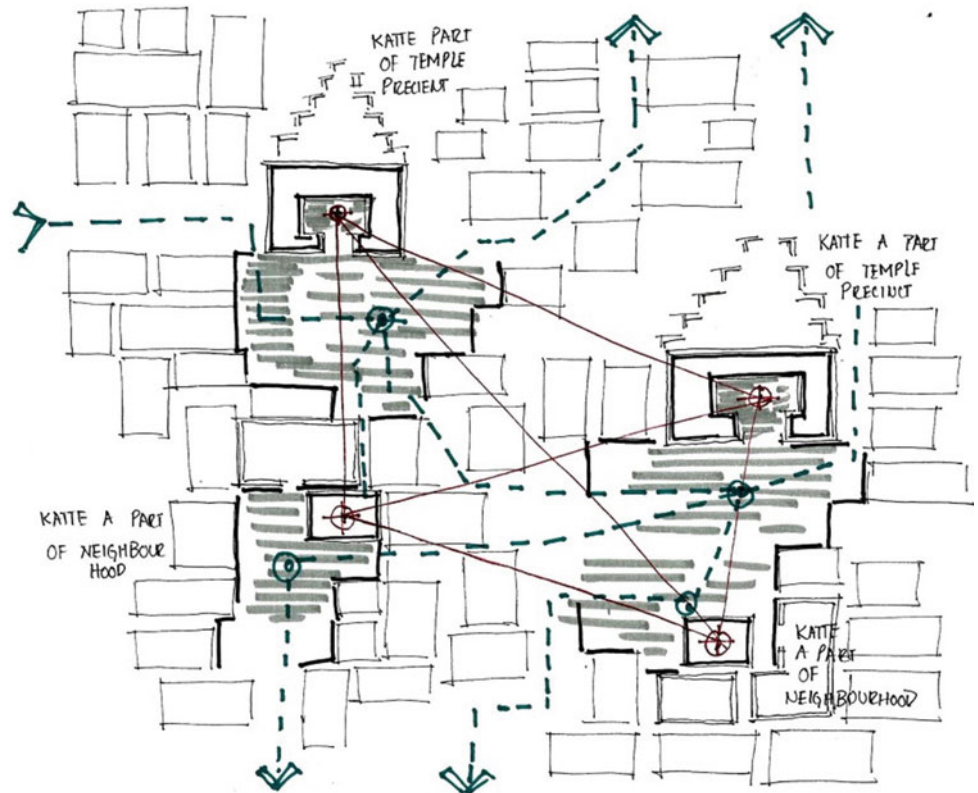 KATTE PART
OF TEMPLE
PRECIENT
KATTE A PART
OF TEMPLE
PRECINCT
KATTE A PART
OF NEIGHBOUR
HOOD
KATTE
A PART
OF
NEIGHBOURHOOD